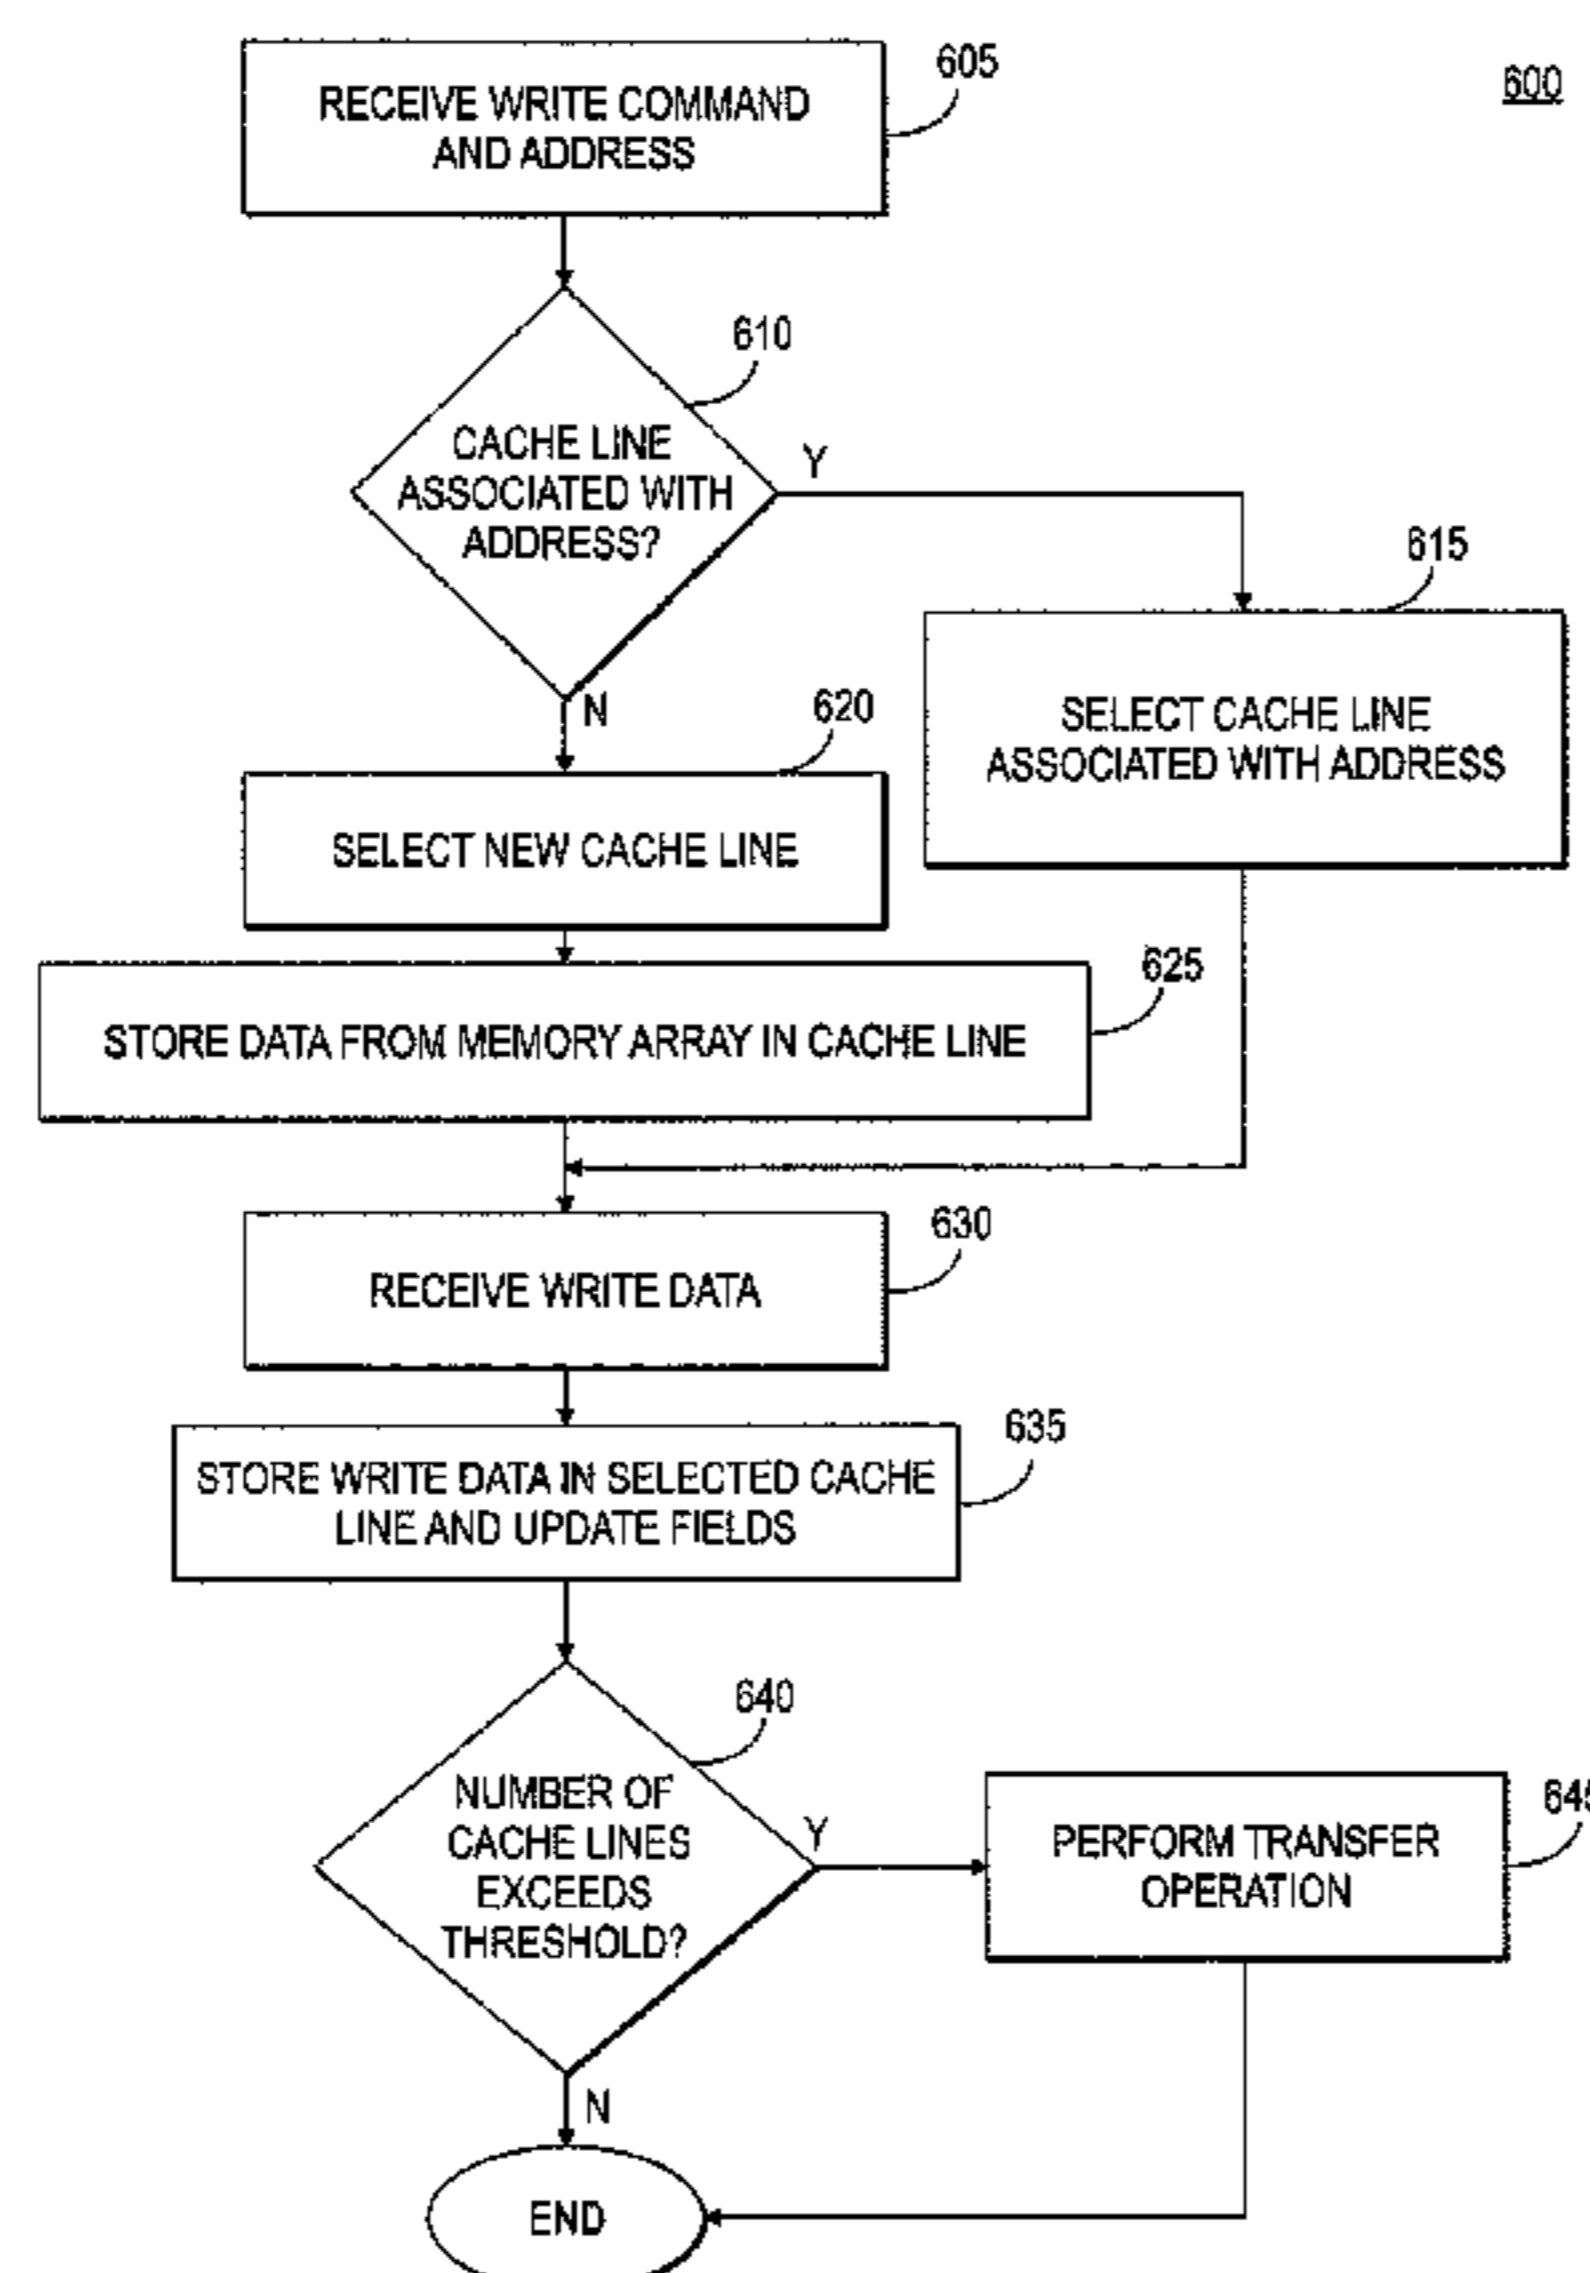 600
605
RECEIVE WRITE COMMAND
AND ADDRESS
610
CACHE LINE
ASSOCIATED WITH
ADDRESS?
Y
N
615
SELECT CACHE LINE
ASSOCIATED WITH ADDRESS
620
SELECT NEW CACHE LINE
625
STORE DATA FROM MEMORY ARRAY IN CACHE LINE
630
RECEIVE WRITE DATA
635
STORE WRITE DATA IN SELECTED CACHE
LINE AND UPDATE FIELDS
640
NUMBER OF
CACHE LINES
EXCEEDS
THRESHOLD?
Y
N
645
PERFORM TRANSFER
OPERATION
END